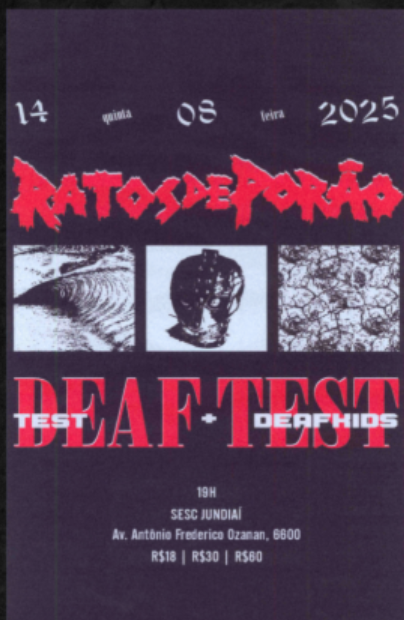 14 quinta 08 feira 2025
RATOS DE PORÃO
DEAF TEST
TEST + DEAFKIDS
19H
SESC JUNDIAÍ
Av. Antônio Frederico Ozanan, 6600
R$18 | R$30 | R$60